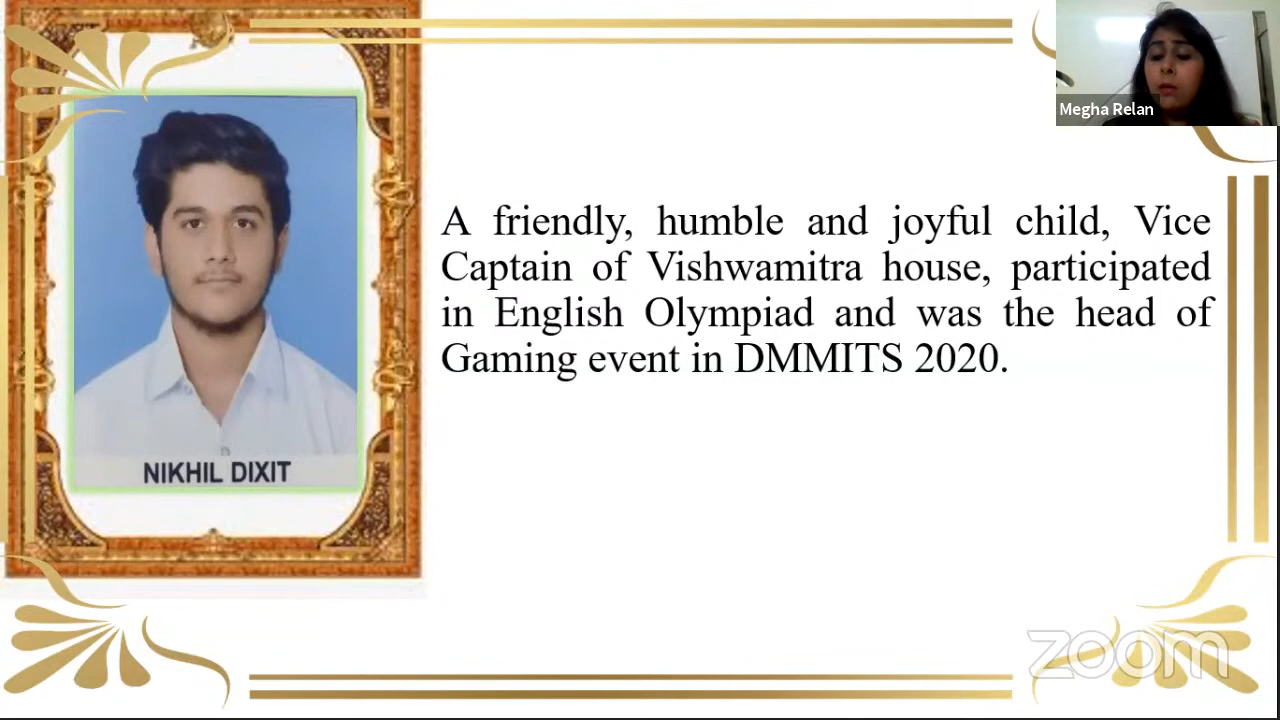 Megha Relan
A friendly, humble and joyful child, Vice
Captain of Vishwamitra house, participated
in English Olympiad and was the head of
Gaming event in DMMITS 2020.
NIKHIL DIXIT
zoom